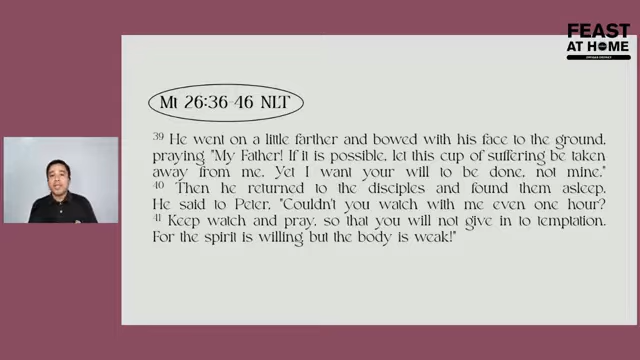 FEAST
AT HOME
Mt 26:36-46 NLT
39 He went on a little farther and bowed with his face to the ground,
praying "My Father! If it is possible, let this cup of suffering be taken
away from me. Yet I want your will to be done, not mine."
40 Then he returned to the disciples and found them asleep.
He said to Peter, "Couldn't you watch with me even one hour?
41 Keep watch and pray, so that you will not give in to temptation.
For the spirit is willing but the body is weak!"